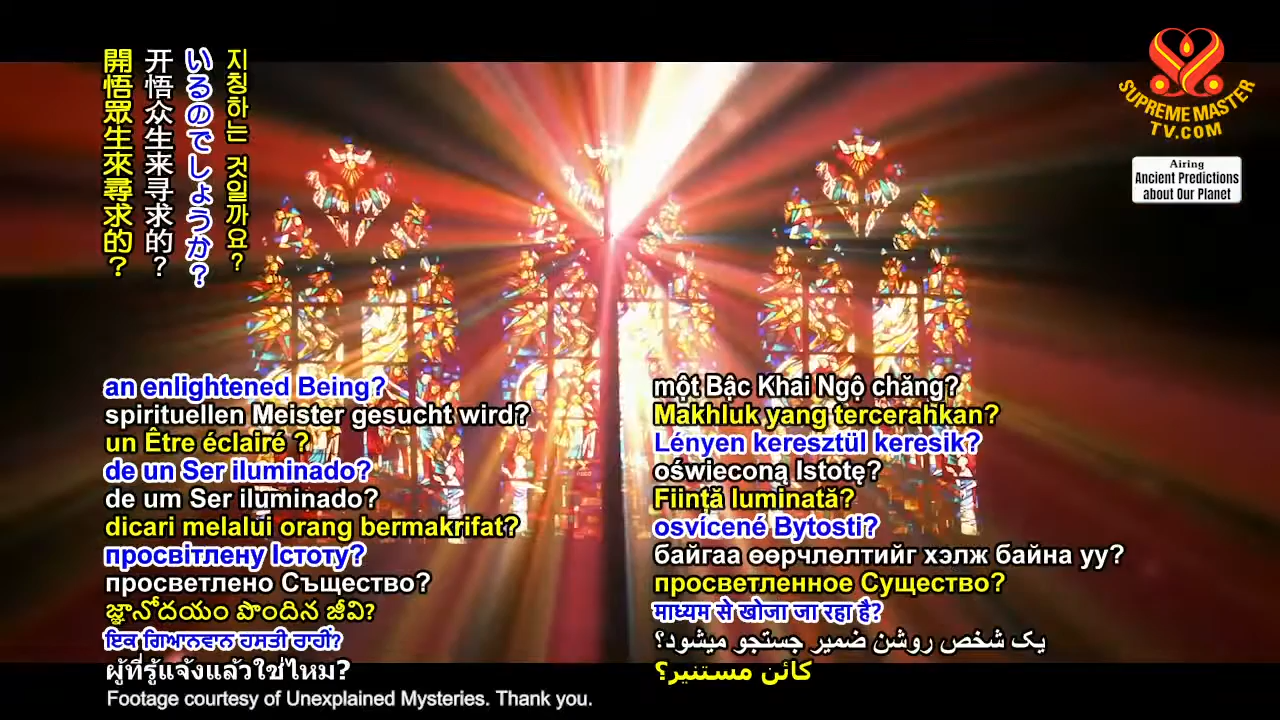 지칭하는 것일까요?
いるのでしょうか?
开悟众生来寻求的?
開悟眾生來尋求的?
SUPREME MASTER
TV.COM
Airing
Ancient Predictions
about Our Planet
an enlightened Being?
spirituellen Meister gesucht wird?
un Être éclairé ?
de un Ser iluminado?
de um Ser iluminado?
dicari melalui orang bermakrifat?
просвітлену Істоту?
просветлено Същество?
జ్ఞానోదయం పొందిన జీవి?
ਇਕ ਗਿਆਨਵਾਨ ਹਸਤੀ ਰਾਹੀਂ?
ผู้ที่รู้แจ้งแล้วใช่ไหม?
một Bậc Khai Ngộ chăng?
Makhluk yang tercerahkan?
Lényen keresztül keresik?
oświeconą Istotę?
Ființă luminată?
osvícené Bytosti?
байгаа өөрчлөлтийг хэлж байна уу?
просветленное Существо?
माध्यम से खोजा जा रहा है?
یک شخص روشن ضمیر جستجو میشود؟
كائن مستنير؟
Footage courtesy of Unexplained Mysteries. Thank you.